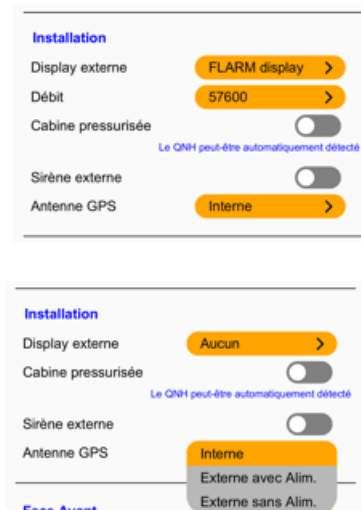 Installation
Display externe FLARM display >
Débit 57600 >
Cabine pressurisée
Le QNH peut-être automatiquement détecté
Sirène externe
Antenne GPS Interne >
Installation
Display externe Aucun >
Cabine pressurisée
Le QNH peut-être automatiquement détecté
Sirène externe
Antenne GPS Interne
Externe avec Alim.
Externe sans Alim.